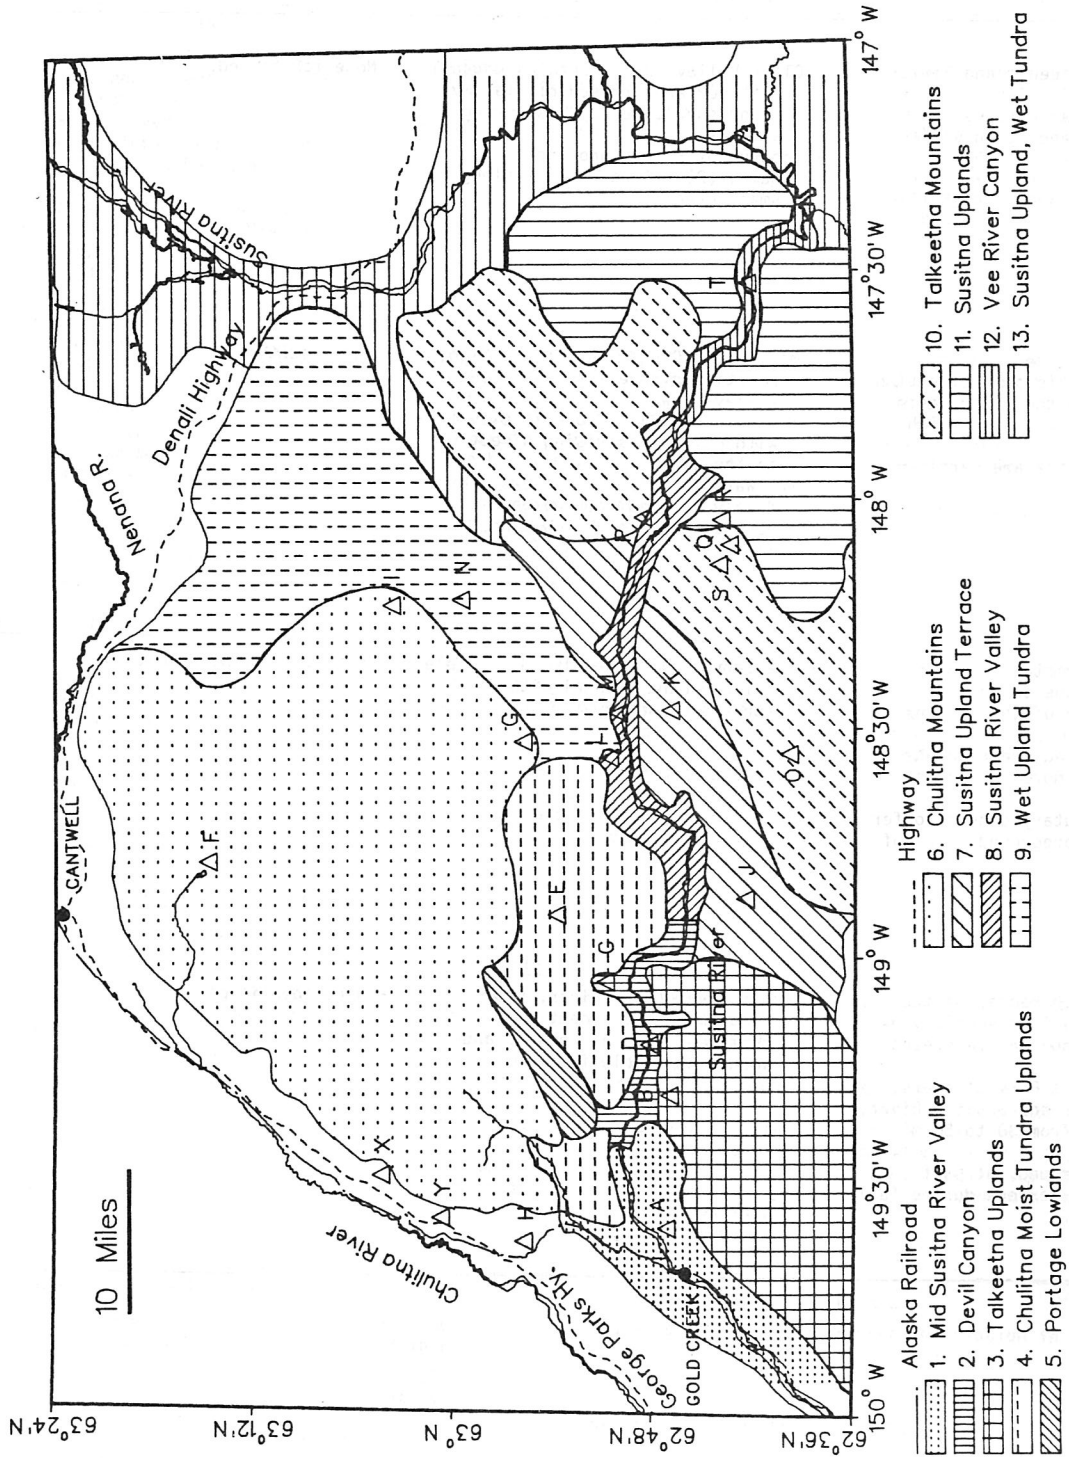 10 Miles
63°24'N
63°12'N
63°N
62°48'N
62°36'N
150° W
149°30'W
149° W
148°30'W
148° W
147°30'W
147° W
CANTWELL
Nenana R.
Denali Highway
Susitna River
Chulitna River
George Parks Hy.
GOLD CREEK
Susitna River
F
X
Y
H
A
B
D
G
E
G
I
N
L
M
J
K
O
P
S
Q
R
T
U
Alaska Railroad
1. Mid Susitna River Valley
2. Devil Canyon
3. Talkeetna Uplands
4. Chulitna Moist Tundra Uplands
5. Portage Lowlands
Highway
6. Chulitna Mountains
7. Susitna Upland Terrace
8. Susitna River Valley
9. Wet Upland Tundra
10. Talkeetna Mountains
11. Susitna Uplands
12. Vee River Canyon
13. Susitna Upland, Wet Tundra